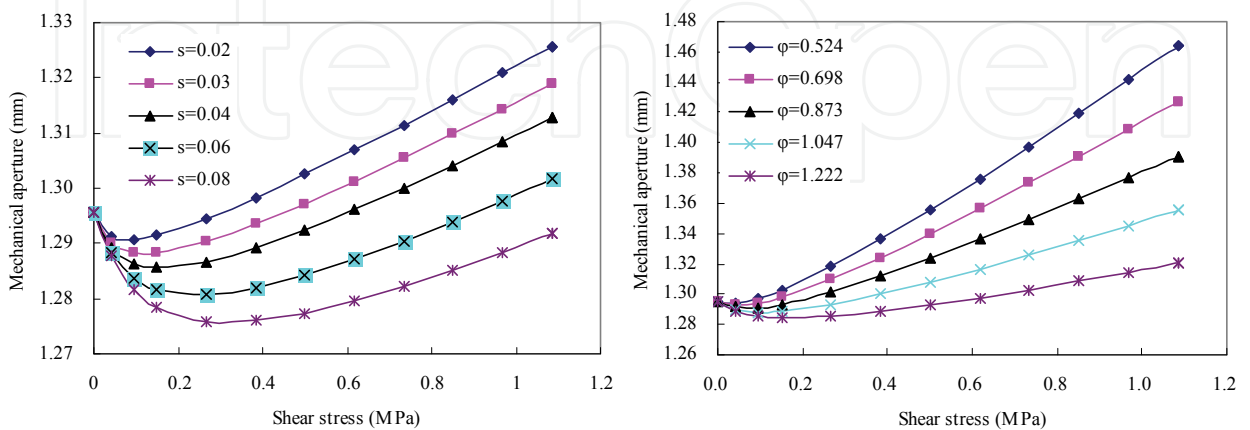 1.33
1.32
1.31
1.30
1.29
1.28
1.27
Mechanical aperture (mm)
s=0.02
s=0.03
s=0.04
s=0.06
s=0.08
0 0.2 0.4 0.6 0.8 1 1.2
Shear stress (MPa)
1.48
1.46
1.44
1.42
1.40
1.38
1.36
1.34
1.32
1.30
1.28
1.26
Mechanical aperture (mm)
φ=0.524
φ=0.698
φ=0.873
φ=1.047
φ=1.222
0.0 0.2 0.4 0.6 0.8 1.0 1.2
Shear stress (MPa)
intechopen